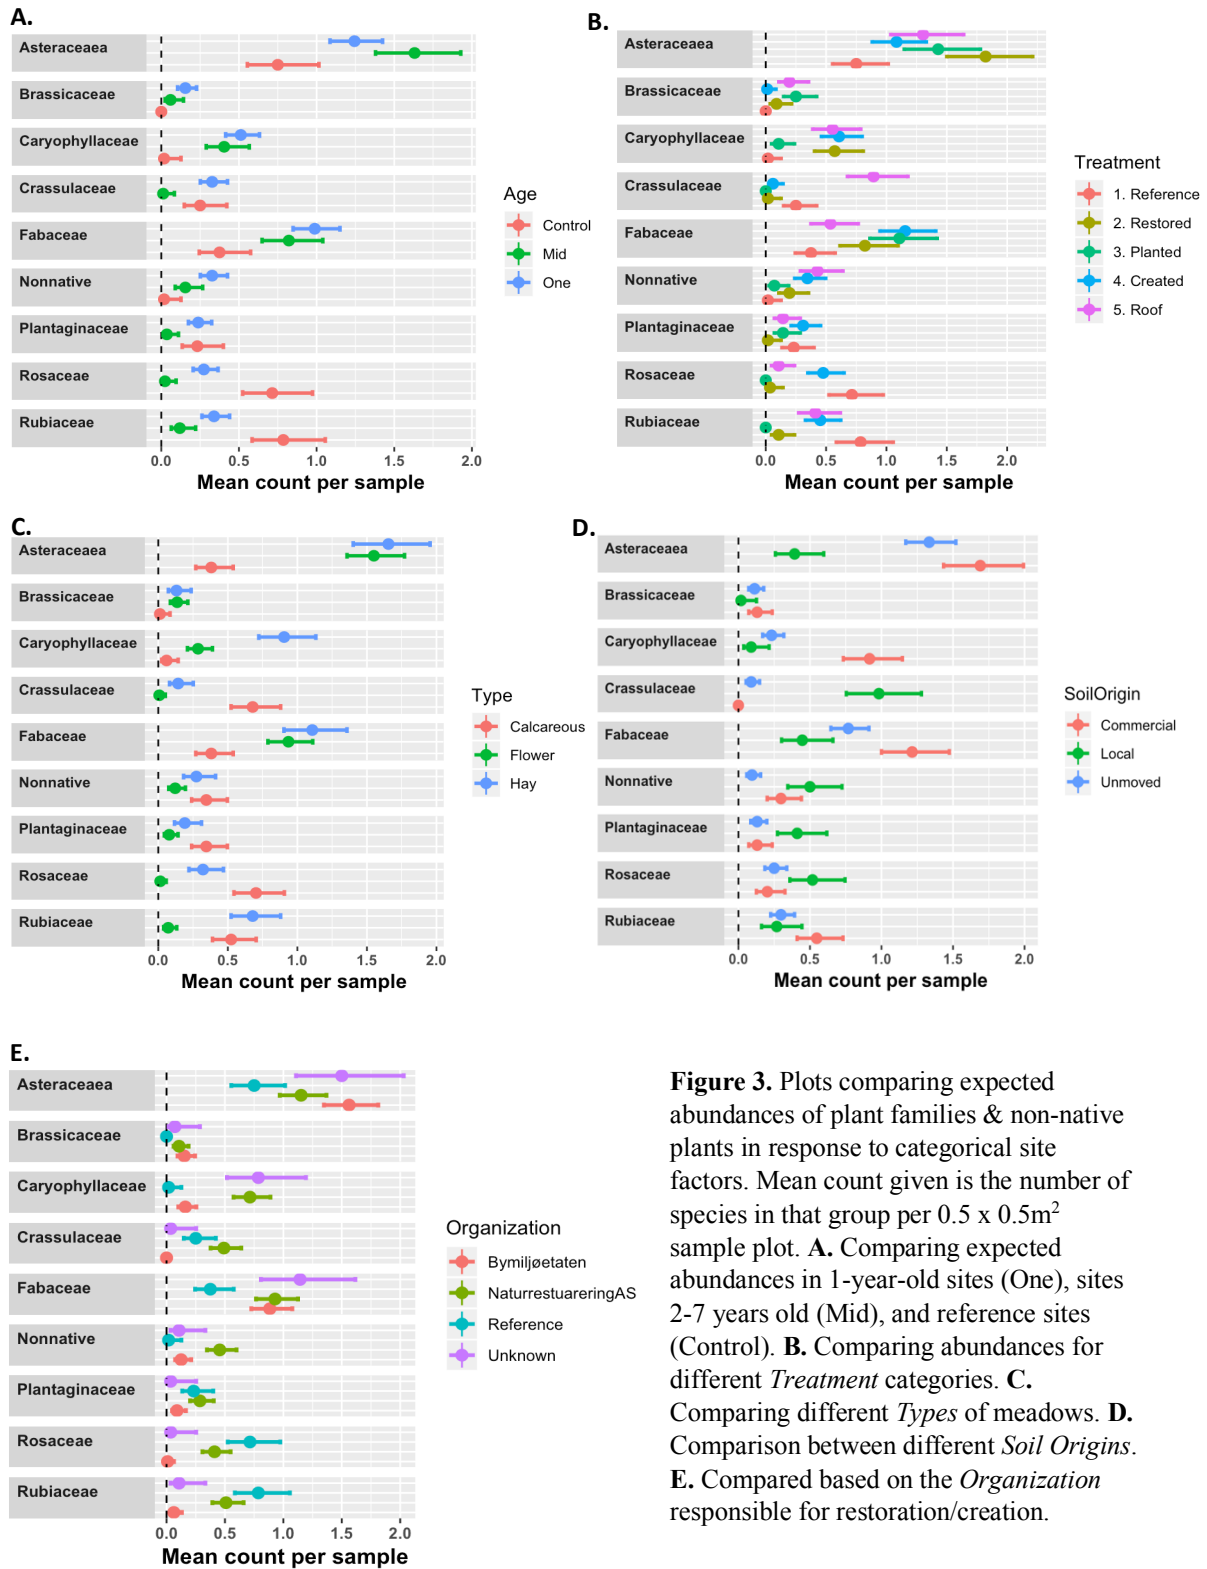 A.
Asteraceaea
Brassicaceae
Caryophyllaceae
Crassulaceae
Fabaceae
Nonnative
Plantaginaceae
Rosaceae
Rubiaceae
0.0 0.5 1.0 1.5 2.0
Mean count per sample
Age
Control
Mid
One
B.
Asteraceaea
Brassicaceae
Caryophyllaceae
Crassulaceae
Fabaceae
Nonnative
Plantaginaceae
Rosaceae
Rubiaceae
0.0 0.5 1.0 1.5 2.0
Mean count per sample
Treatment
1. Reference
2. Restored
3. Planted
4. Created
5. Roof
C.
Asteraceaea
Brassicaceae
Caryophyllaceae
Crassulaceae
Fabaceae
Nonnative
Plantaginaceae
Rosaceae
Rubiaceae
0.0 0.5 1.0 1.5 2.0
Mean count per sample
Type
Calcareous
Flower
Hay
D.
Asteraceaea
Brassicaceae
Caryophyllaceae
Crassulaceae
Fabaceae
Nonnative
Plantaginaceae
Rosaceae
Rubiaceae
0.0 0.5 1.0 1.5 2.0
Mean count per sample
SoilOrigin
Commercial
Local
Unmoved
E.
Asteraceaea
Brassicaceae
Caryophyllaceae
Crassulaceae
Fabaceae
Nonnative
Plantaginaceae
Rosaceae
Rubiaceae
0.0 0.5 1.0 1.5 2.0
Mean count per sample
Organization
Bymiljøetaten
NaturrestuareringAS
Reference
Unknown
Figure 3. Plots comparing expected
abundances of plant families & non-native
plants in response to categorical site
factors. Mean count given is the number of
species in that group per 0.5 x 0.5m²
sample plot. A. Comparing expected
abundances in 1-year-old sites (One), sites
2-7 years old (Mid), and reference sites
(Control). B. Comparing abundances for
different Treatment categories. C.
Comparing different Types of meadows. D.
Comparison between different Soil Origins.
E. Compared based on the Organization
responsible for restoration/creation.